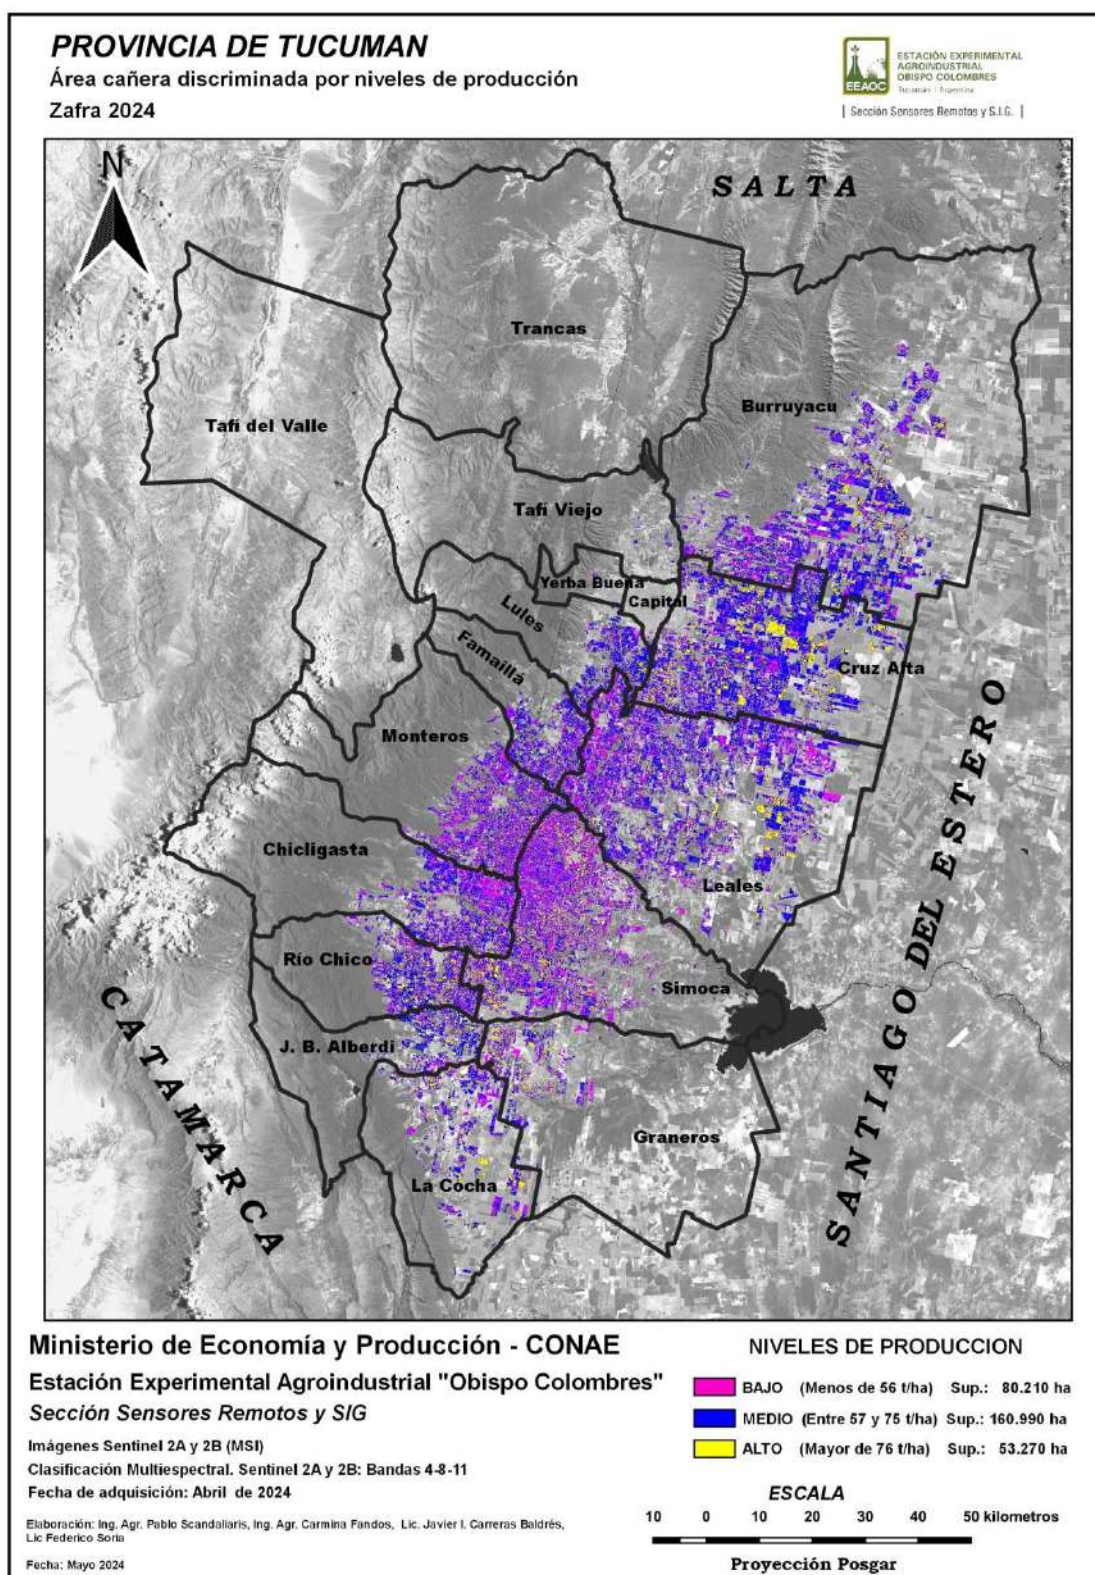 PROVINCIA DE TUCUMAN
Área cañera discriminada por niveles de producción
Zafra 2024
EEAOC
ESTACIÓN EXPERIMENTAL
AGROINDUSTRIAL
OBISPO COLOMBRES
Tucumán | Argentina
| Sección Sensores Remotos y S.I.G. |
N
SALTA
Trancas
Burruyacu
Tafí del Valle
Tafí Viejo
Yerba Buena
Capital
Lules
Famaillá
Cruz Alta
Monteros
Chicligasta
Leales
Río Chico
Simoca
J. B. Alberdi
Graneros
La Cocha
CATAMARCA
SANTIAGO DEL ESTERO
Ministerio de Economía y Producción - CONAE
Estación Experimental Agroindustrial "Obispo Colombres"
Sección Sensores Remotos y SIG
Imágenes Sentinel 2A y 2B (MSI)
Clasificación Multiespectral. Sentinel 2A y 2B: Bandas 4-8-11
Fecha de adquisición: Abril de 2024
Elaboración: Ing. Agr. Pablo Scandaliaris, Ing. Agr. Carmina Fandos, Lic. Javier I. Carreras Baldrés,
Lic Federico Soria
Fecha: Mayo 2024
NIVELES DE PRODUCCION
BAJO (Menos de 56 t/ha) Sup.: 80.210 ha
MEDIO (Entre 57 y 75 t/ha) Sup.: 160.990 ha
ALTO (Mayor de 76 t/ha) Sup.: 53.270 ha
ESCALA
10 0 10 20 30 40 50 kilometros
Proyección Posgar